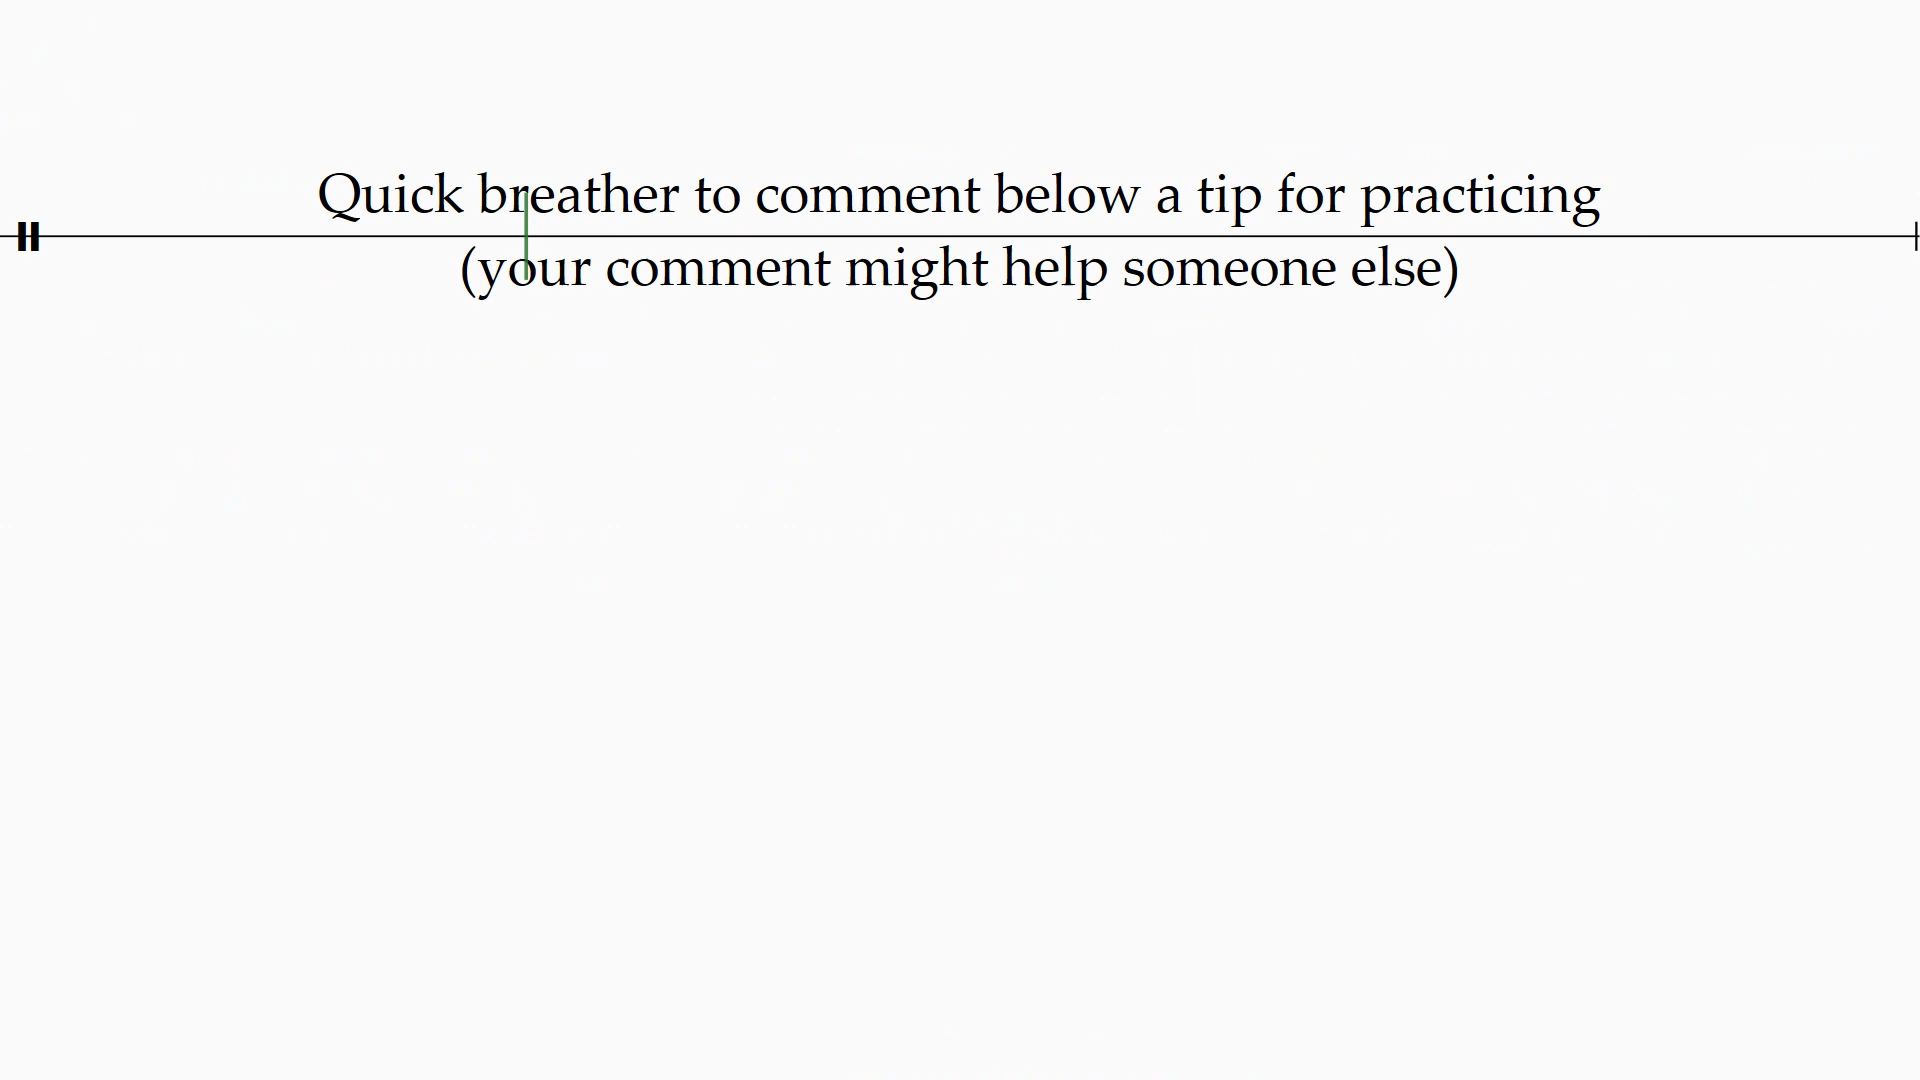 Quick breather to comment below a tip for practicing
(your comment might help someone else)